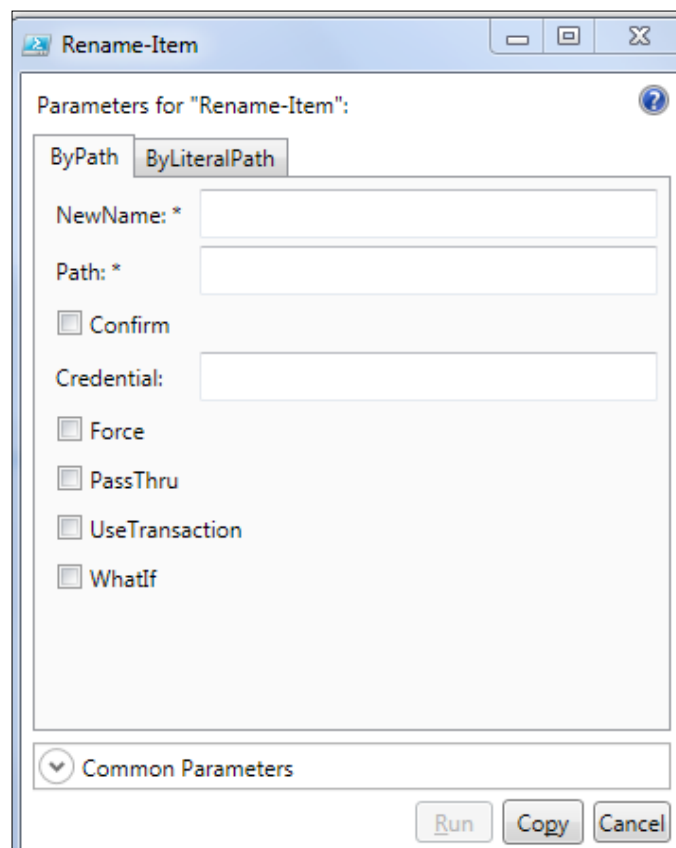 Rename-Item
Parameters for "Rename-Item":
?
ByPath ByLiteralPath
NewName: *
Path: *
Confirm
Credential:
Force
PassThru
UseTransaction
WhatIf
Common Parameters
Run Copy Cancel